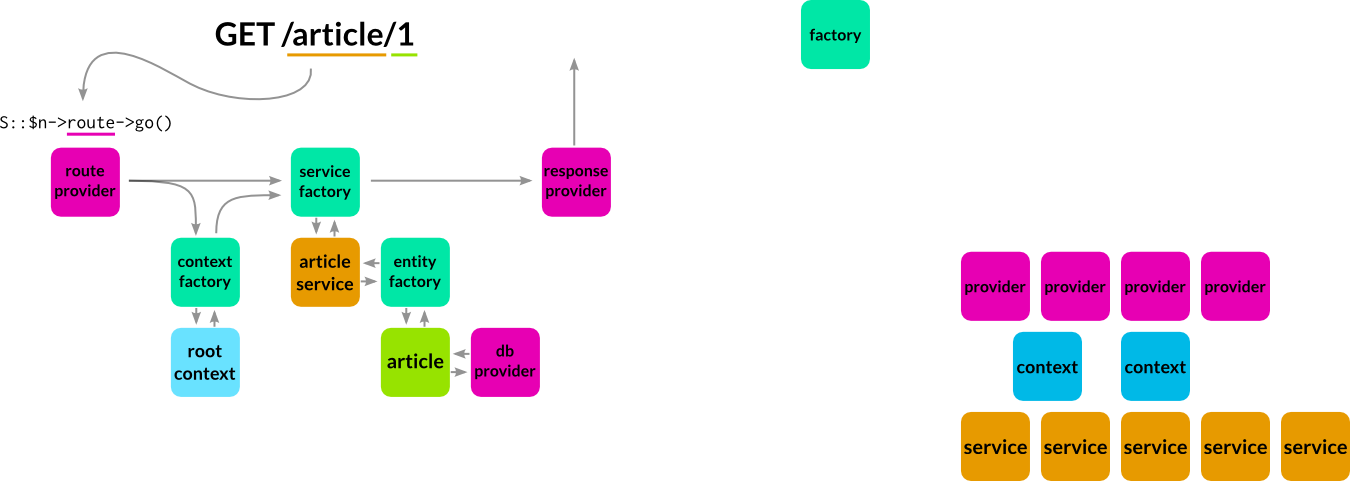 GET /article/1
factory
S::$n->route->go()
route
provider
service
factory
response
provider
context
factory
article
service
entity
factory
provider
provider
provider
provider
root
context
article
db
provider
context
context
service
service
service
service
service